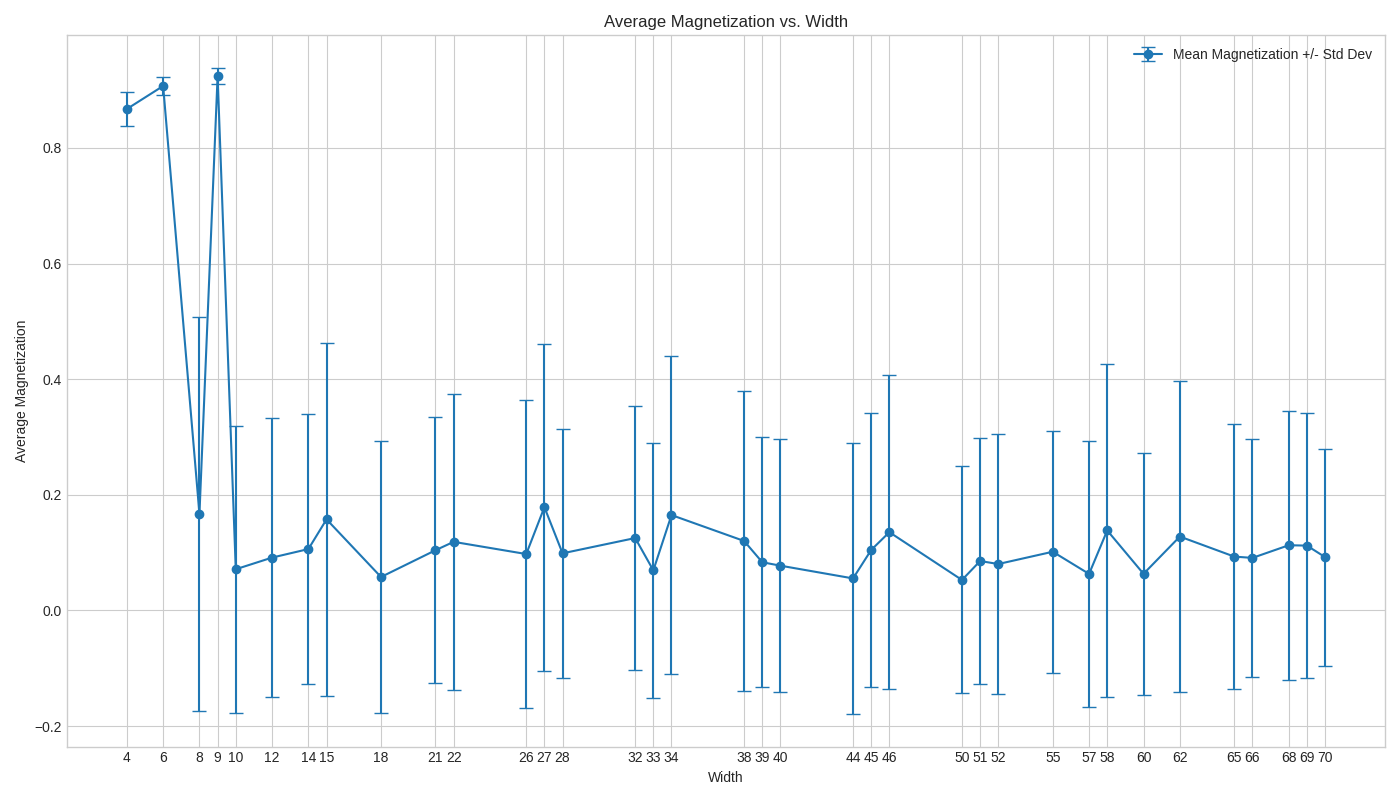 Average Magnetization vs. Width
Mean Magnetization +/- Std Dev
Average Magnetization
0.8
0.6
0.4
0.2
0.0
−0.2
4 6 8 9 10 12 14 15 18 21 22 26 27 28 32 33 34 38 39 40 44 45 46 50 51 52 55 57 58 60 62 65 66 68 69 70
Width